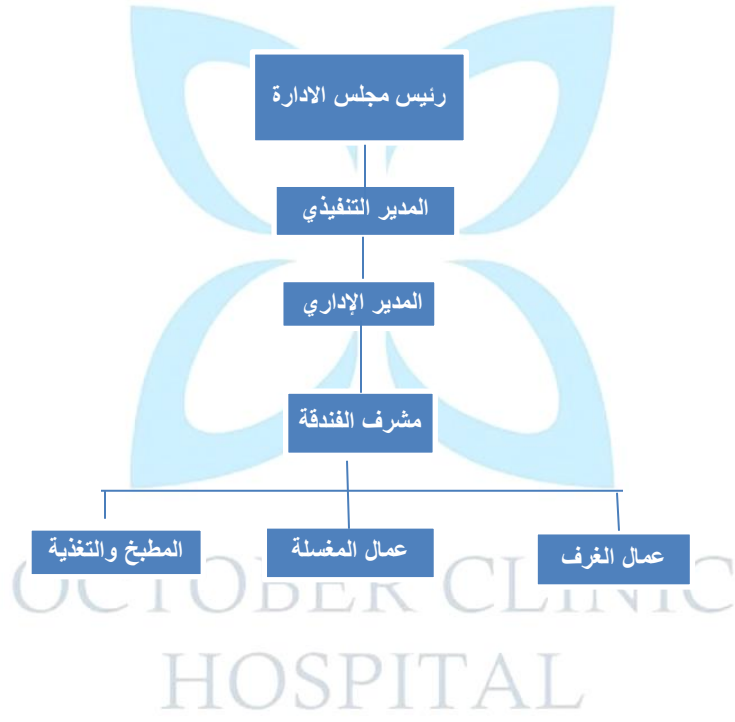 رئيس مجلس الادارة
المدير التنفيذي
المدير الإداري
مشرف الفندقة
عمال الغرف
عمال المغسلة
المطبخ والتغذية
OCTOBER CLINIC
HOSPITAL